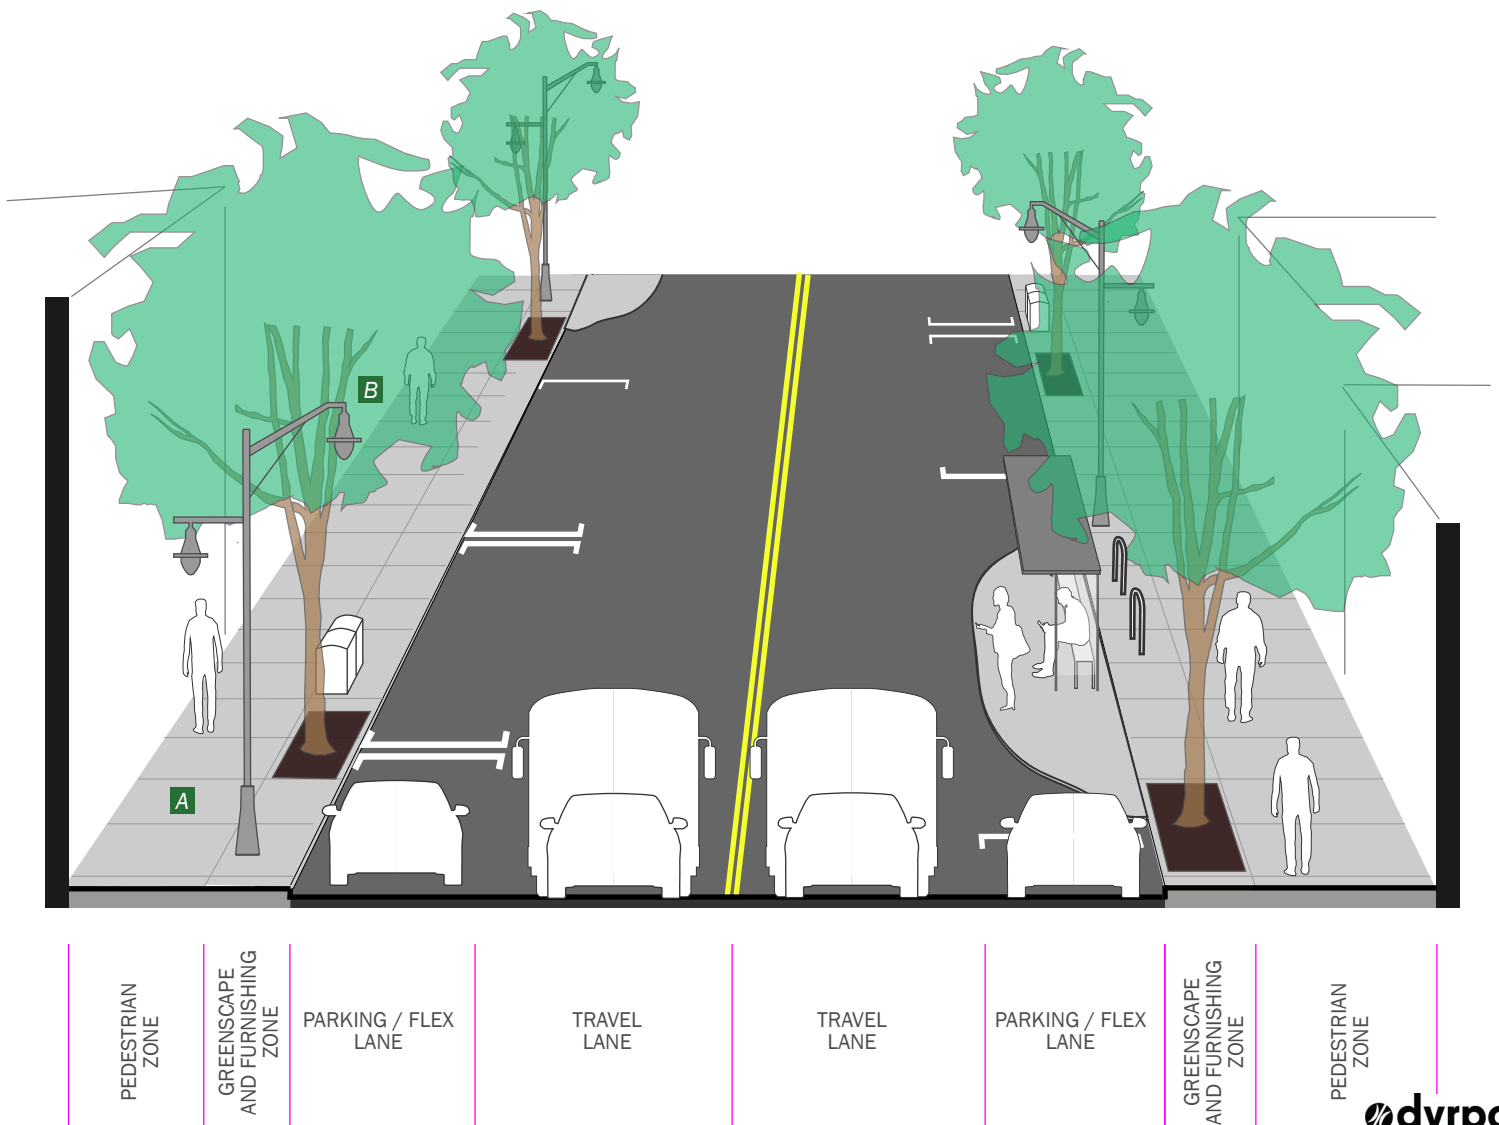 B
A
PEDESTRIAN
ZONE
GREENSCAPE
AND FURNISHING
ZONE
PARKING / FLEX
LANE
TRAVEL
LANE
TRAVEL
LANE
PARKING / FLEX
LANE
GREENSCAPE
AND FURNISHING
ZONE
PEDESTRIAN
ZONE